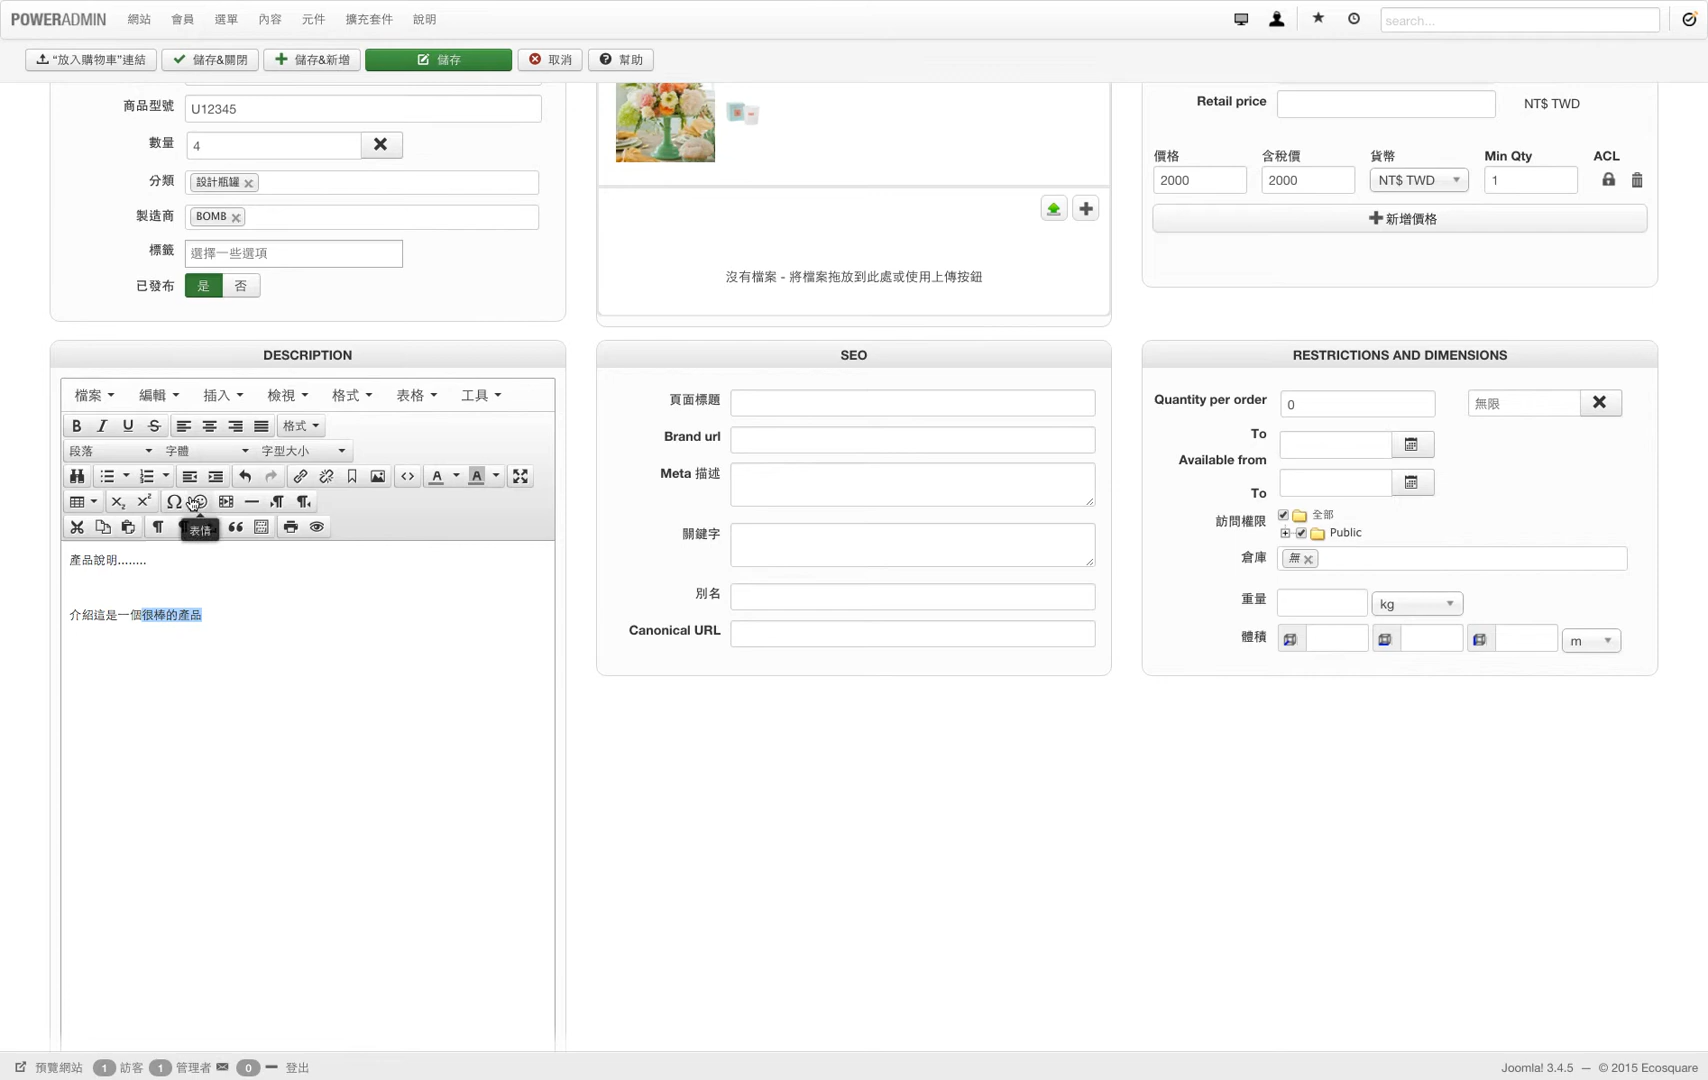 POWERADMIN 網站 會員 選單 內容 元件 擴充套件 說明 search...
"放入購物車"連結 儲存&關閉 儲存&新增 儲存 取消 幫助
商品型號 U12345
數量 4
分類 設計瓶罐
製造商 BOMB
標籤 選擇一些選項
已發布 是 否
沒有檔案 - 將檔案拖放到此處或使用上傳按鈕
Retail price NT$ TWD
價格 含稅價 貨幣 Min Qty ACL
2000 2000 NT$ TWD 1
新增價格
DESCRIPTION
檔案 編輯 插入 檢視 格式 表格 工具
B I U S 格式
段落 字體 字型大小
表情
產品說明........
介紹這是一個很棒的產品
SEO
頁面標題
Brand url
Meta 描述
關鍵字
別名
Canonical URL
RESTRICTIONS AND DIMENSIONS
Quantity per order 0 無限
To
Available from
To
訪問權限 全部
Public
倉庫 無
重量 kg
體積 m
預覽網站 1 訪客 1 管理者 0 登出
Joomla! 3.4.5 — © 2015 Ecosquare